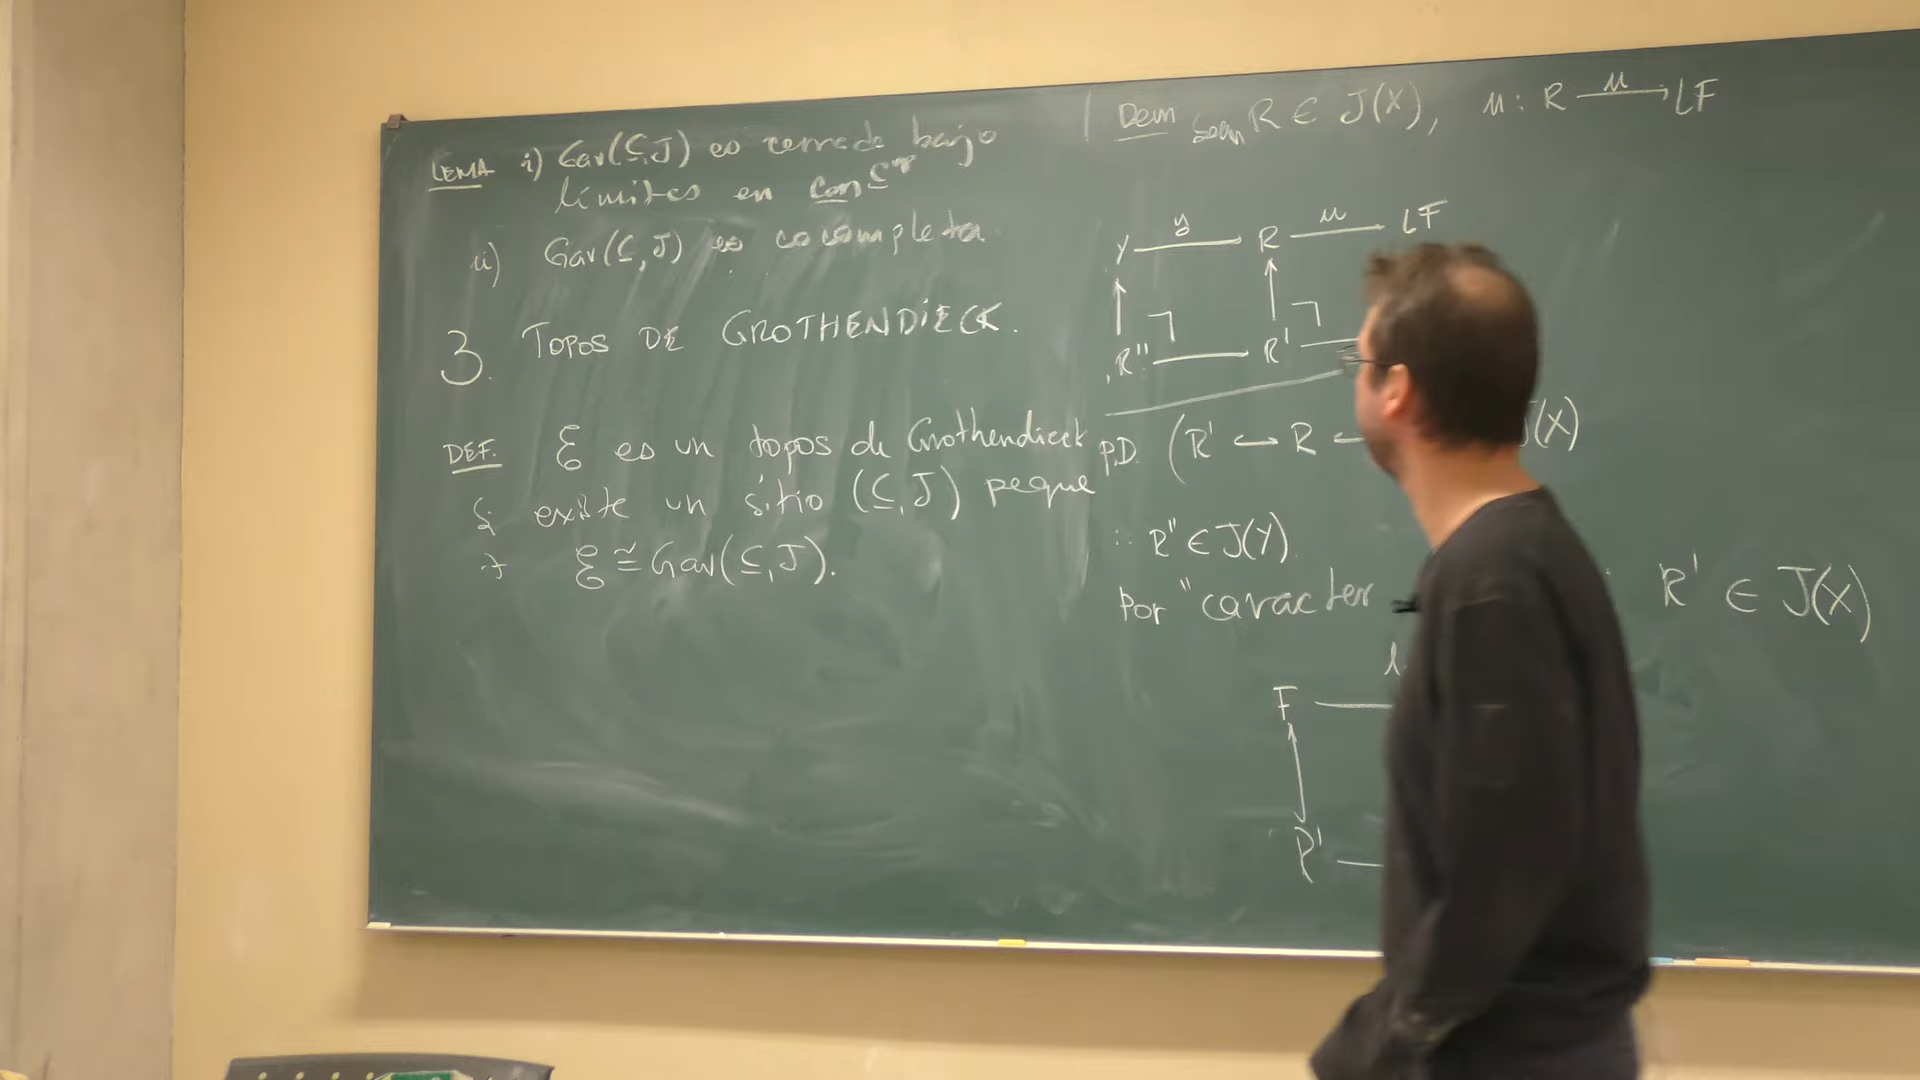 LEMA i) Gav(C,J) es cerrada bajo
límites en Con^C^op
ii) Gav(C,J) es cocompleta
3. TOPOS DE GROTHENDIECK.
DEF. ℰ es un topos de Grothendieck
si existe un sitio (C,J) peque
ℰ ≅ Gav(C,J).
Dem Sean R ∈ J(X), u: R —u→ LF
Y —y— R —u— LF
R'' — R' —
P.D. (R' ↪ R ↪ J(X)
∴ R'' ∈ J(Y).
Por "caracter R' ∈ J(X)
l
F —
R' —